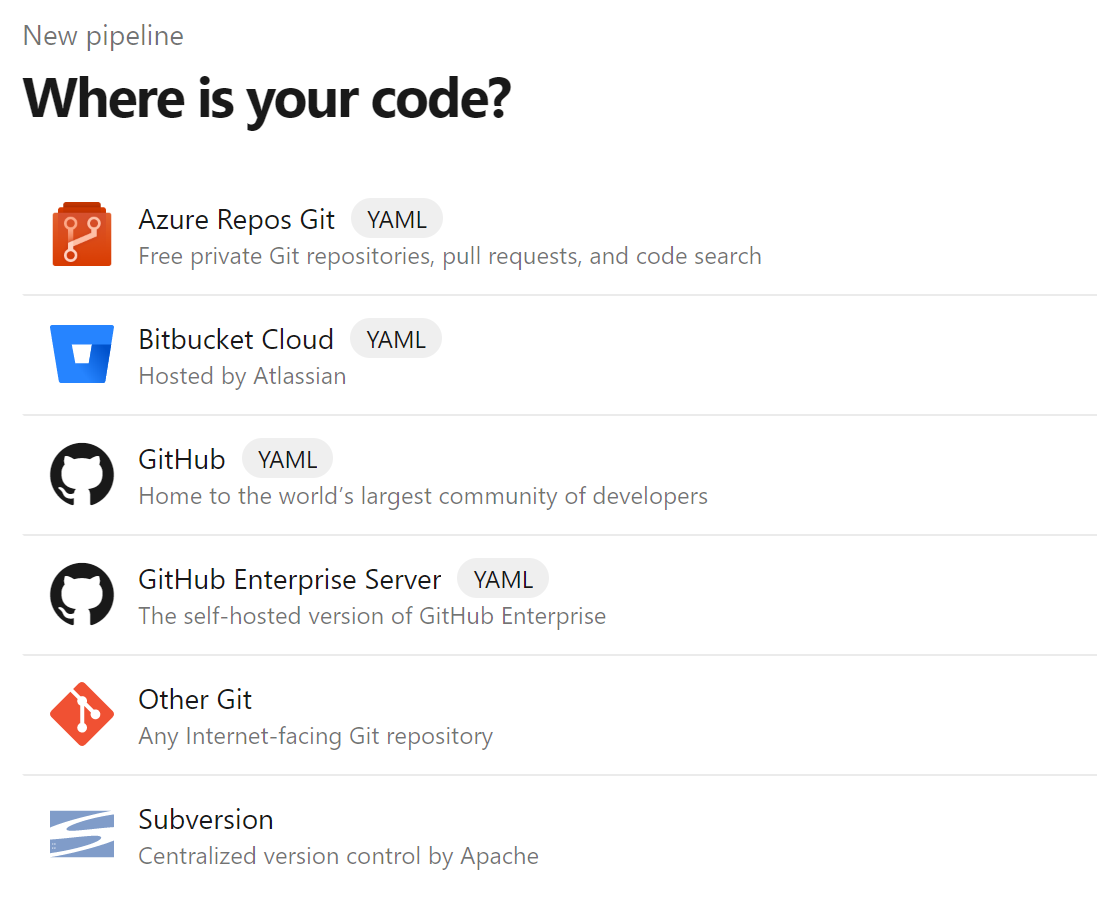 New pipeline
Where is your code?
Azure Repos Git YAML
Free private Git repositories, pull requests, and code search
Bitbucket Cloud YAML
Hosted by Atlassian
GitHub YAML
Home to the world’s largest community of developers
GitHub Enterprise Server YAML
The self-hosted version of GitHub Enterprise
Other Git
Any Internet-facing Git repository
Subversion
Centralized version control by Apache